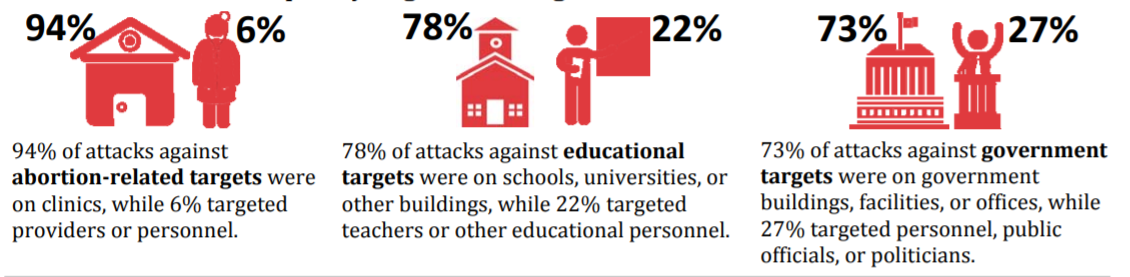 94% 6%
94% of attacks against
abortion-related targets were
on clinics, while 6% targeted
providers or personnel.
78% 22%
78% of attacks against educational
targets were on schools, universities, or
other buildings, while 22% targeted
teachers or other educational personnel.
73% 27%
73% of attacks against government
targets were on government
buildings, facilities, or offices, while
27% targeted personnel, public
officials, or politicians.